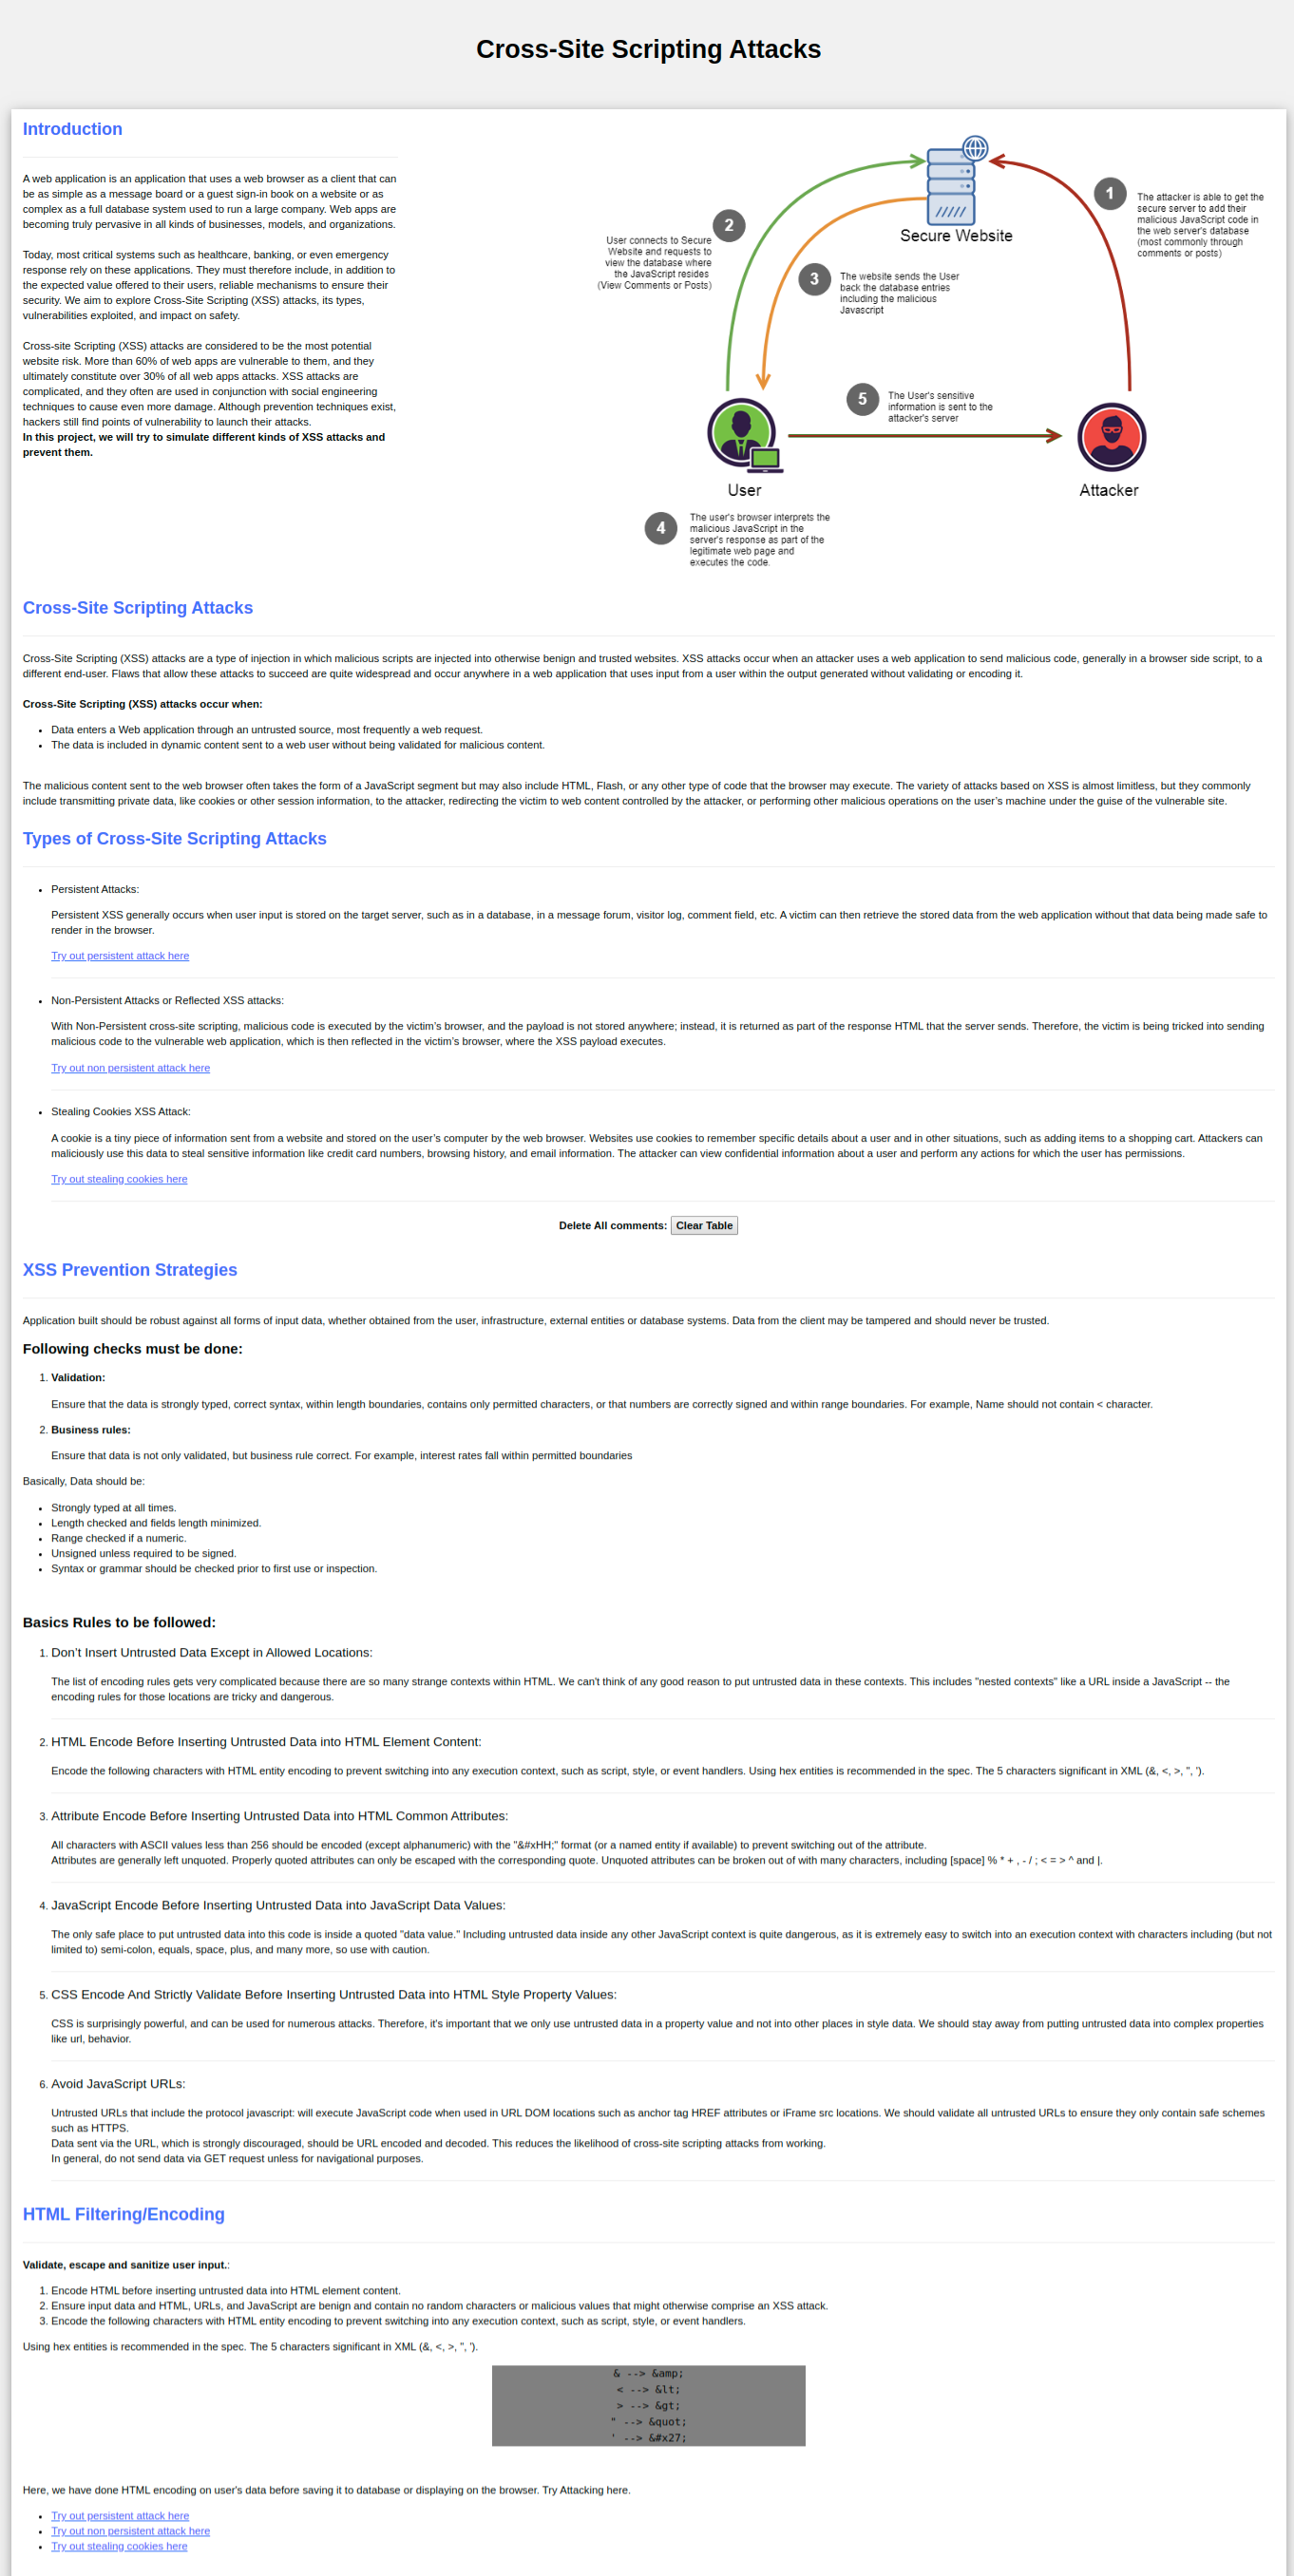 Cross-Site Scripting Attacks
Introduction
A web application is an application that uses a web browser as a client that can
be as simple as a message board or a guest sign-in book on a website or as
complex as a full database system used to run a large company. Web apps are
becoming truly pervasive in all kinds of businesses, models, and organizations.
Today, most critical systems such as healthcare, banking, or even emergency
response rely on these applications. They must therefore include, in addition to
the expected value offered to their users, reliable mechanisms to ensure their
security. We aim to explore Cross-Site Scripting (XSS) attacks, its types,
vulnerabilities exploited, and impact on safety.
Cross-site Scripting (XSS) attacks are considered to be the most potential
website risk. More than 60% of web apps are vulnerable to them, and they
ultimately constitute over 30% of all web apps attacks. XSS attacks are
complicated, and they often are used in conjunction with social engineering
techniques to cause even more damage. Although prevention techniques exist,
hackers still find points of vulnerability to launch their attacks.
In this project, we will try to simulate different kinds of XSS attacks and
prevent them.
Secure Website
1
The attacker is able to get the
secure server to add their
malicious JavaScript code in
the web server's database
(most commonly through
comments or posts)
2
User connects to Secure
Website and requests to
view the database where
the JavaScript resides
(View Comments or Posts)
3
The website sends the User
back the database entries
including the malicious
Javascript
5
The User's sensitive
information is sent to the
attacker's server
User
Attacker
4
The user's browser interprets the
malicious JavaScript in the
server's response as part of the
legitimate web page and
executes the code.
Cross-Site Scripting Attacks
Cross-Site Scripting (XSS) attacks are a type of injection in which malicious scripts are injected into otherwise benign and trusted websites. XSS attacks occur when an attacker uses a web application to send malicious code, generally in a browser side script, to a
different end-user. Flaws that allow these attacks to succeed are quite widespread and occur anywhere in a web application that uses input from a user within the output generated without validating or encoding it.
Cross-Site Scripting (XSS) attacks occur when:
• Data enters a Web application through an untrusted source, most frequently a web request.
• The data is included in dynamic content sent to a web user without being validated for malicious content.
The malicious content sent to the web browser often takes the form of a JavaScript segment but may also include HTML, Flash, or any other type of code that the browser may execute. The variety of attacks based on XSS is almost limitless, but they commonly
include transmitting private data, like cookies or other session information, to the attacker, redirecting the victim to web content controlled by the attacker, or performing other malicious operations on the user’s machine under the guise of the vulnerable site.
Types of Cross-Site Scripting Attacks
• Persistent Attacks:
Persistent XSS generally occurs when user input is stored on the target server, such as in a database, in a message forum, visitor log, comment field, etc. A victim can then retrieve the stored data from the web application without that data being made safe to
render in the browser.
Try out persistent attack here
• Non-Persistent Attacks or Reflected XSS attacks:
With Non-Persistent cross-site scripting, malicious code is executed by the victim’s browser, and the payload is not stored anywhere; instead, it is returned as part of the response HTML that the server sends. Therefore, the victim is being tricked into sending
malicious code to the vulnerable web application, which is then reflected in the victim’s browser, where the XSS payload executes.
Try out non persistent attack here
• Stealing Cookies XSS Attack:
A cookie is a tiny piece of information sent from a website and stored on the user’s computer by the web browser. Websites use cookies to remember specific details about a user and in other situations, such as adding items to a shopping cart. Attackers can
maliciously use this data to steal sensitive information like credit card numbers, browsing history, and email information. The attacker can view confidential information about a user and perform any actions for which the user has permissions.
Try out stealing cookies here
Delete All comments: Clear Table
XSS Prevention Strategies
Application built should be robust against all forms of input data, whether obtained from the user, infrastructure, external entities or database systems. Data from the client may be tampered and should never be trusted.
Following checks must be done:
1. Validation:
Ensure that the data is strongly typed, correct syntax, within length boundaries, contains only permitted characters, or that numbers are correctly signed and within range boundaries. For example, Name should not contain < character.
2. Business rules:
Ensure that data is not only validated, but business rule correct. For example, interest rates fall within permitted boundaries
Basically, Data should be:
• Strongly typed at all times.
• Length checked and fields length minimized.
• Range checked if a numeric.
• Unsigned unless required to be signed.
• Syntax or grammar should be checked prior to first use or inspection.
Basics Rules to be followed:
1. Don’t Insert Untrusted Data Except in Allowed Locations:
The list of encoding rules gets very complicated because there are so many strange contexts within HTML. We can't think of any good reason to put untrusted data in these contexts. This includes "nested contexts" like a URL inside a JavaScript -- the
encoding rules for those locations are tricky and dangerous.
2. HTML Encode Before Inserting Untrusted Data into HTML Element Content:
Encode the following characters with HTML entity encoding to prevent switching into any execution context, such as script, style, or event handlers. Using hex entities is recommended in the spec. The 5 characters significant in XML (&, <, >, ", ').
3. Attribute Encode Before Inserting Untrusted Data into HTML Common Attributes:
All characters with ASCII values less than 256 should be encoded (except alphanumeric) with the "&#xHH;" format (or a named entity if available) to prevent switching out of the attribute.
Attributes are generally left unquoted. Properly quoted attributes can only be escaped with the corresponding quote. Unquoted attributes can be broken out of with many characters, including [space] % * + , - / ; < = > ^ and |.
4. JavaScript Encode Before Inserting Untrusted Data into JavaScript Data Values:
The only safe place to put untrusted data into this code is inside a quoted "data value." Including untrusted data inside any other JavaScript context is quite dangerous, as it is extremely easy to switch into an execution context with characters including (but not
limited to) semi-colon, equals, space, plus, and many more, so use with caution.
5. CSS Encode And Strictly Validate Before Inserting Untrusted Data into HTML Style Property Values:
CSS is surprisingly powerful, and can be used for numerous attacks. Therefore, it's important that we only use untrusted data in a property value and not into other places in style data. We should stay away from putting untrusted data into complex properties
like url, behavior.
6. Avoid JavaScript URLs:
Untrusted URLs that include the protocol javascript: will execute JavaScript code when used in URL DOM locations such as anchor tag HREF attributes or iFrame src locations. We should validate all untrusted URLs to ensure they only contain safe schemes
such as HTTPS.
Data sent via the URL, which is strongly discouraged, should be URL encoded and decoded. This reduces the likelihood of cross-site scripting attacks from working.
In general, do not send data via GET request unless for navigational purposes.
HTML Filtering/Encoding
Validate, escape and sanitize user input.:
1. Encode HTML before inserting untrusted data into HTML element content.
2. Ensure input data and HTML, URLs, and JavaScript are benign and contain no random characters or malicious values that might otherwise comprise an XSS attack.
3. Encode the following characters with HTML entity encoding to prevent switching into any execution context, such as script, style, or event handlers.
Using hex entities is recommended in the spec. The 5 characters significant in XML (&, <, >, ", ').
& --> &amp;
< --> &lt;
> --> &gt;
" --> &quot;
' --> &#x27;
Here, we have done HTML encoding on user's data before saving it to database or displaying on the browser. Try Attacking here.
• Try out persistent attack here
• Try out non persistent attack here
• Try out stealing cookies here